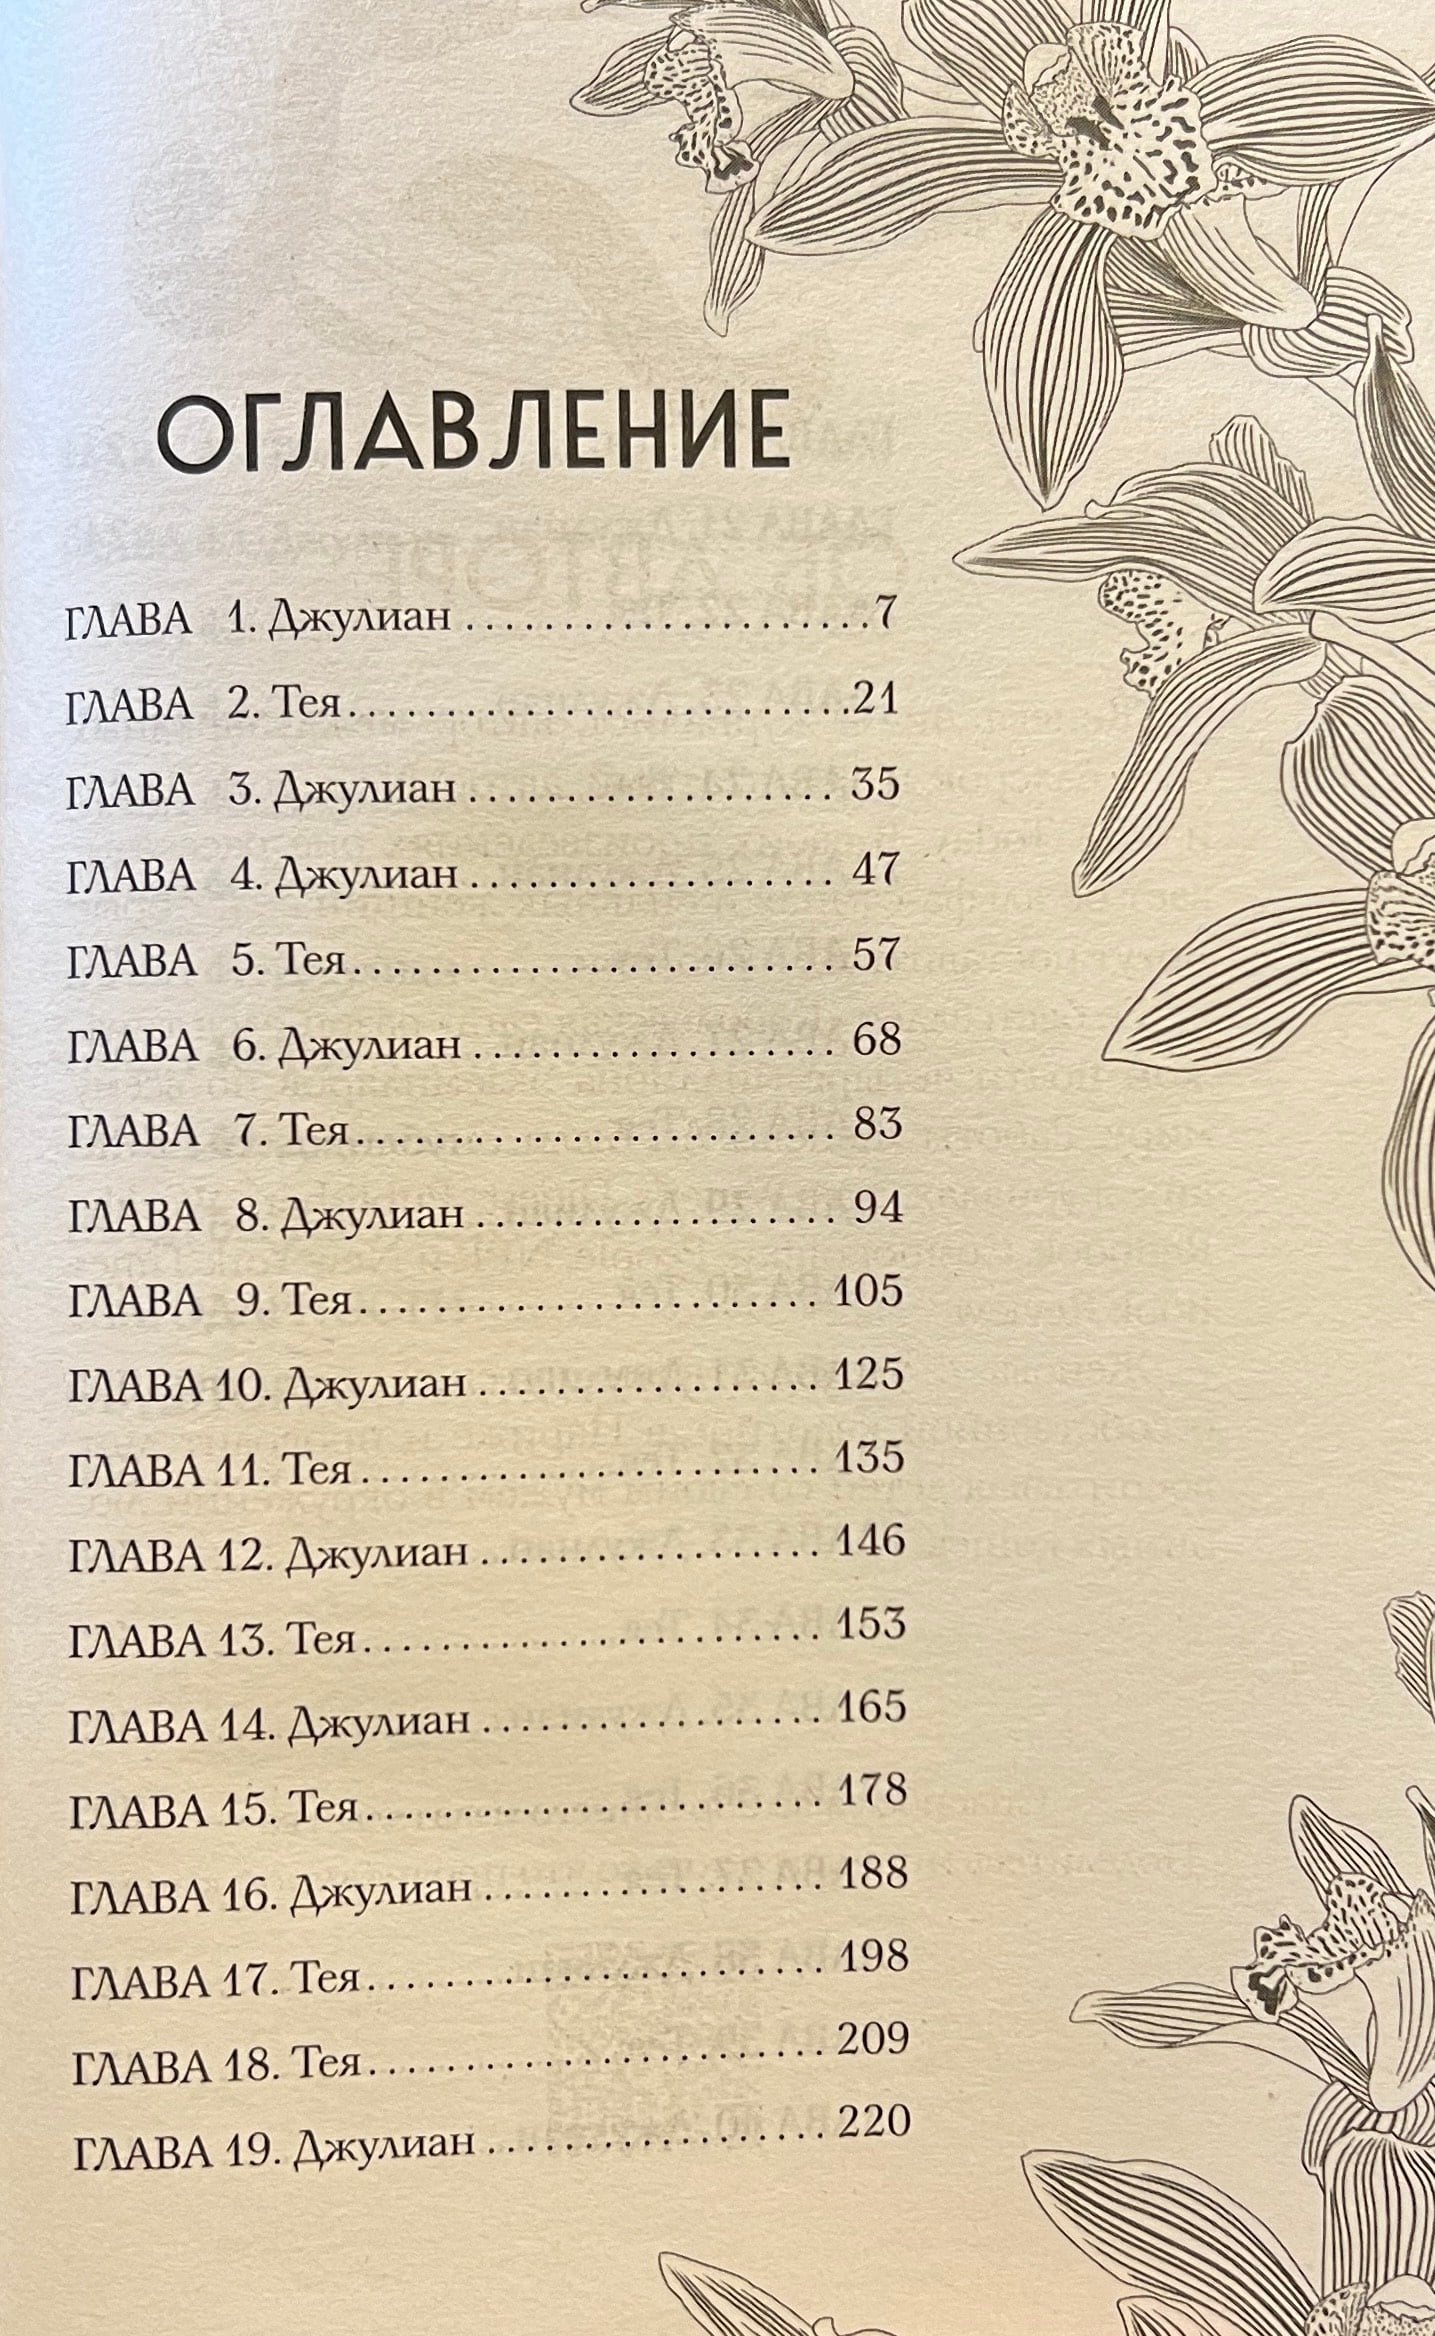 ОГЛАВЛЕНИЕ
ГЛАВА 1. Джулиан ......................7
ГЛАВА 2. Тея...........................21
ГЛАВА 3. Джулиан ................... 35
ГЛАВА 4. Джулиан ................... 47
ГЛАВА 5. Тея......................... 57
ГЛАВА 6. Джулиан ................... 68
ГЛАВА 7. Тея......................... 83
ГЛАВА 8. Джулиан ................... 94
ГЛАВА 9. Тея........................ 105
ГЛАВА 10. Джулиан .................. 125
ГЛАВА 11. Тея........................ 135
ГЛАВА 12. Джулиан .................. 146
ГЛАВА 13. Тея........................ 153
ГЛАВА 14. Джулиан .................. 165
ГЛАВА 15. Тея........................ 178
ГЛАВА 16. Джулиан .................. 188
ГЛАВА 17. Тея........................ 198
ГЛАВА 18. Тея........................ 209
ГЛАВА 19. Джулиан .................. 220